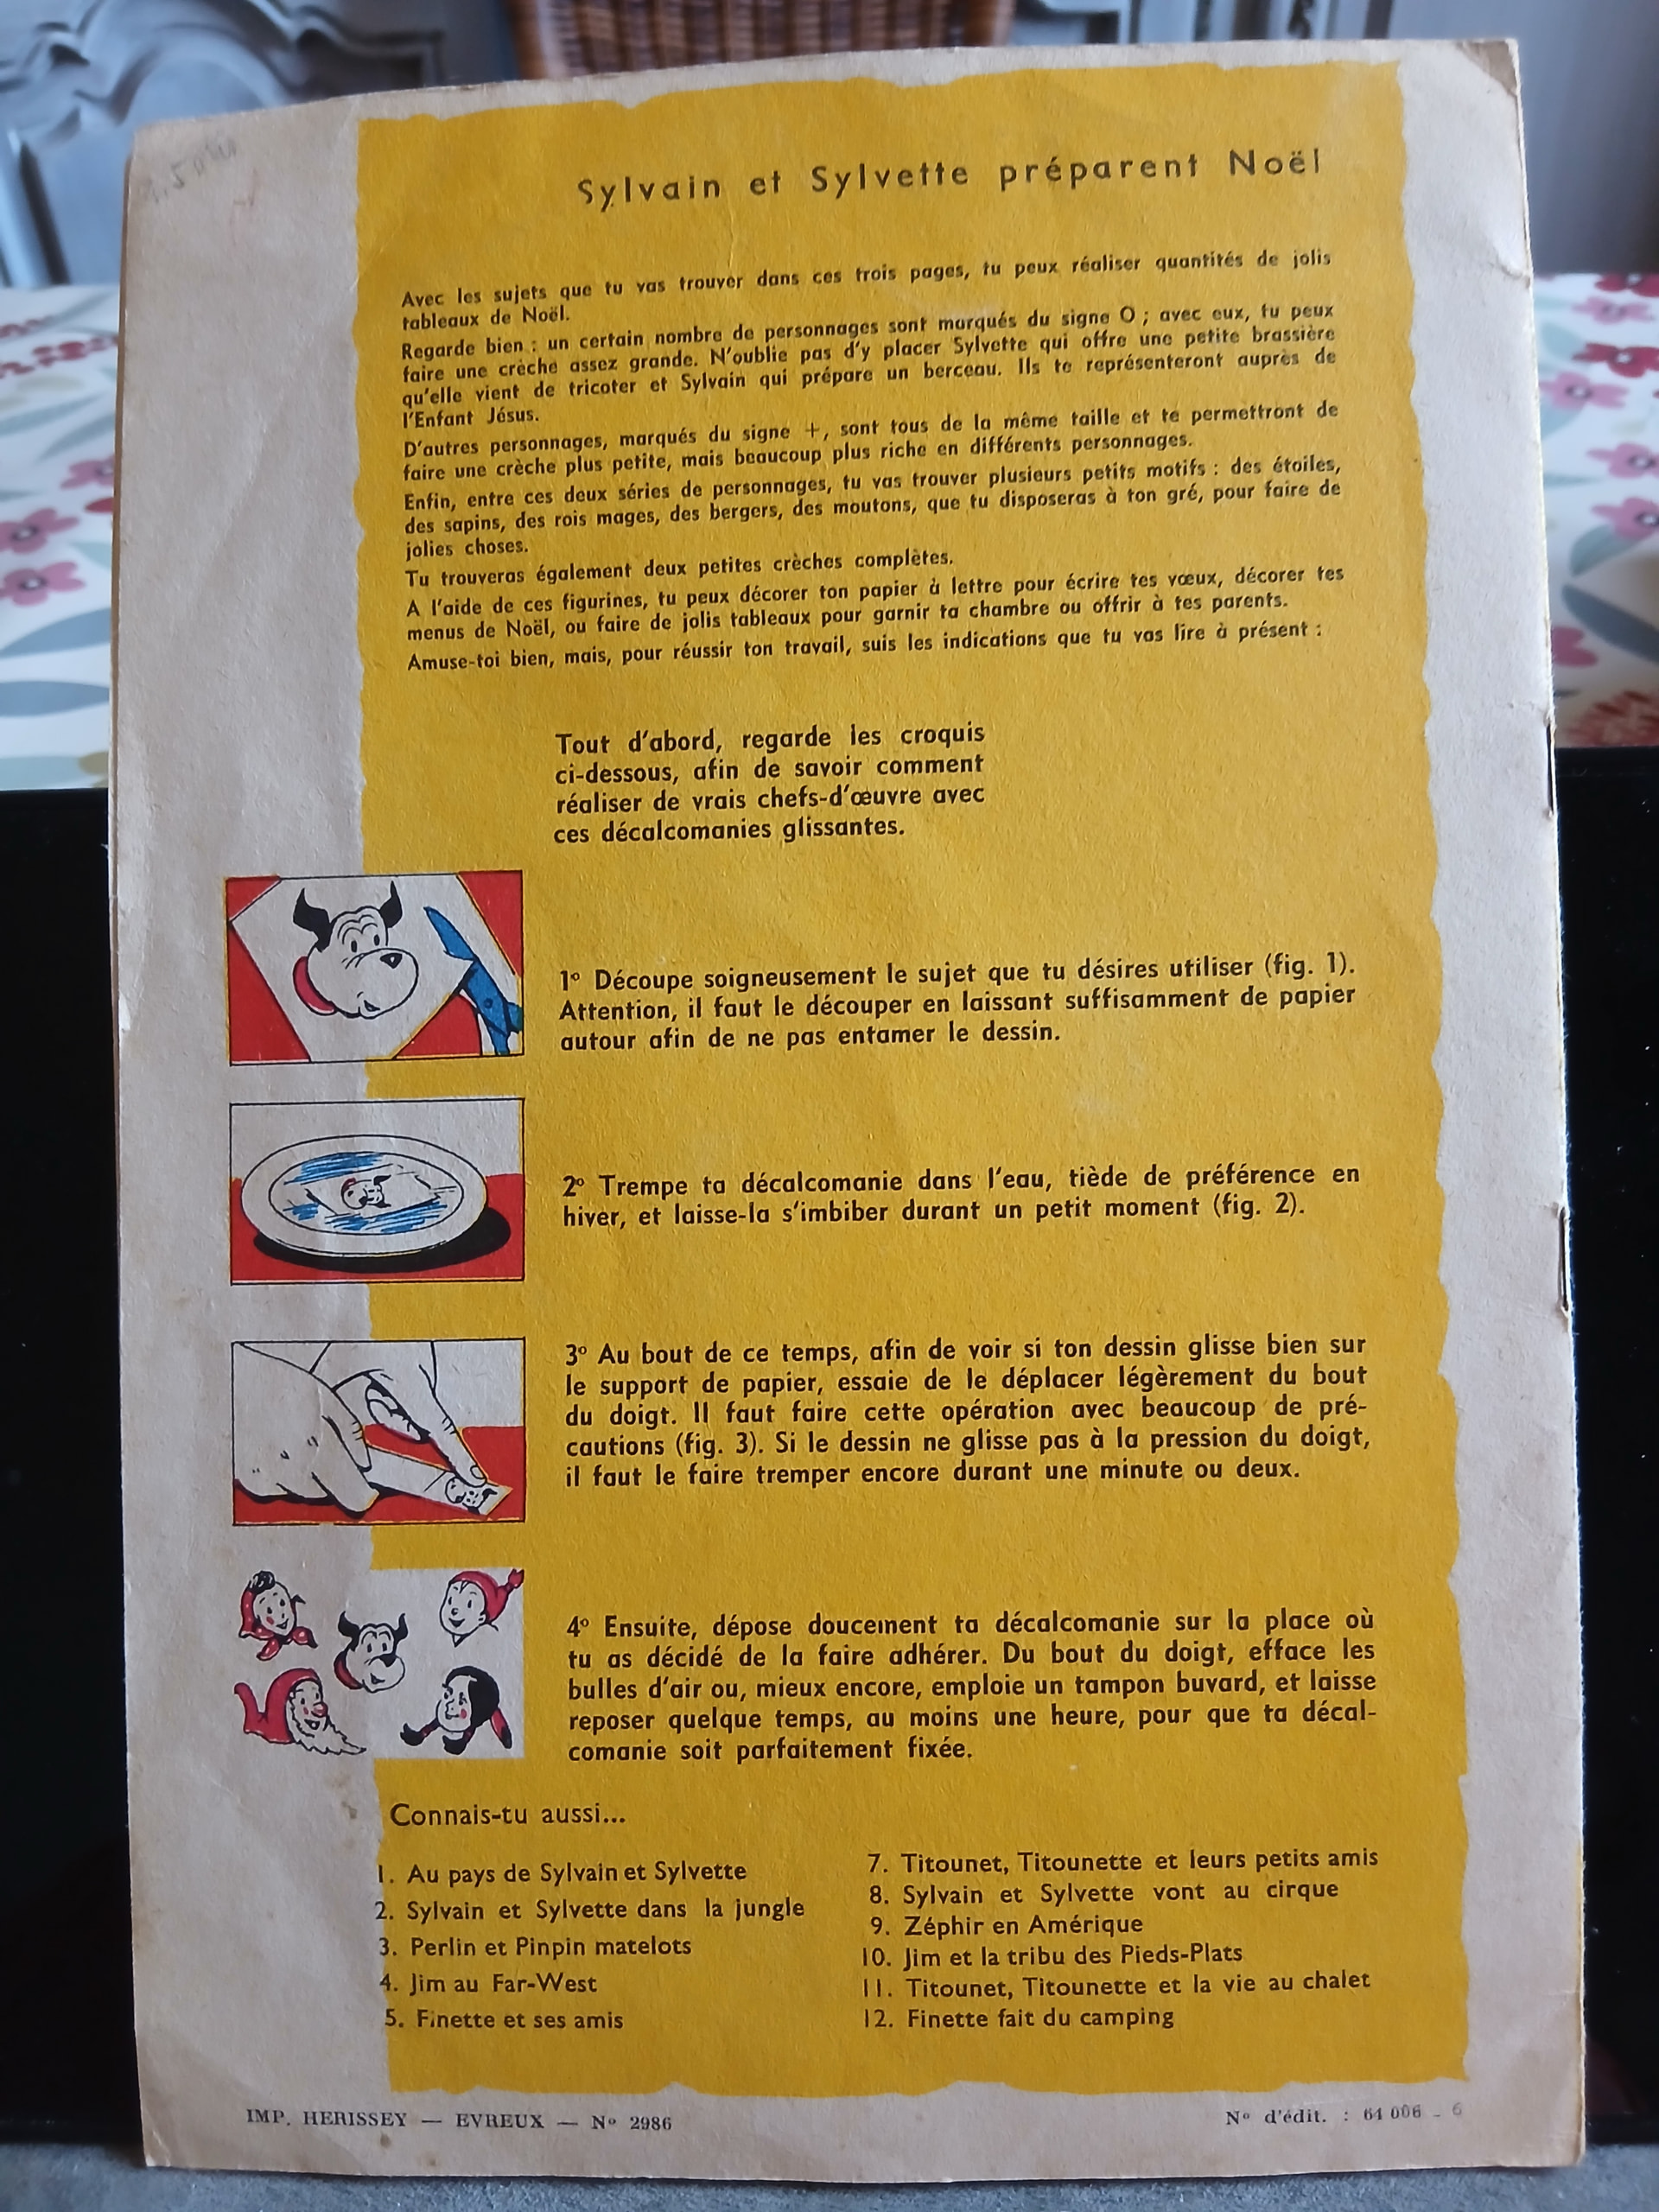 Sylvain et Sylvette préparent Noël
Avec les sujets que tu vas trouver dans ces trois pages, tu peux réaliser quantités de jolis
tableaux de Noël.
Regarde bien : un certain nombre de personnages sont marqués du signe O ; avec eux, tu peux
faire une crèche assez grande. N'oublie pas d'y placer Sylvette qui offre une petite brassière
qu'elle vient de tricoter et Sylvain qui prépare un berceau. Ils te représenteront auprès de
l'Enfant Jésus.
D'autres personnages, marqués du signe +, sont tous de la même taille et te permettront de
faire une crèche plus petite, mais beaucoup plus riche en différents personnages.
Enfin, entre ces deux séries de personnages, tu vas trouver plusieurs petits motifs : des étoiles,
des sapins, des rois mages, des bergers, des moutons, que tu disposeras à ton gré, pour faire de
jolies choses.
Tu trouveras également deux petites crèches complètes.
A l'aide de ces figurines, tu peux décorer ton papier à lettre pour écrire tes vœux, décorer tes
menus de Noël, ou faire de jolis tableaux pour garnir ta chambre ou offrir à tes parents.
Amuse-toi bien, mais, pour réussir ton travail, suis les indications que tu vas lire à présent :
Tout d'abord, regarde les croquis
ci-dessous, afin de savoir comment
réaliser de vrais chefs-d'œuvre avec
ces décalcomanies glissantes.
1º Découpe soigneusement le sujet que tu désires utiliser (fig. 1).
Attention, il faut le découper en laissant suffisamment de papier
autour afin de ne pas entamer le dessin.
2º Trempe ta décalcomanie dans l'eau, tiède de préférence en
hiver, et laisse-la s'imbiber durant un petit moment (fig. 2).
3º Au bout de ce temps, afin de voir si ton dessin glisse bien sur
le support de papier, essaie de le déplacer légèrement du bout
du doigt. Il faut faire cette opération avec beaucoup de pré-
cautions (fig. 3). Si le dessin ne glisse pas à la pression du doigt,
il faut le faire tremper encore durant une minute ou deux.
4º Ensuite, dépose doucement ta décalcomanie sur la place où
tu as décidé de la faire adhérer. Du bout du doigt, efface les
bulles d'air ou, mieux encore, emploie un tampon buvard, et laisse
reposer quelque temps, au moins une heure, pour que ta décal-
comanie soit parfaitement fixée.
Connais-tu aussi...
1. Au pays de Sylvain et Sylvette
2. Sylvain et Sylvette dans la jungle
3. Perlin et Pinpin matelots
4. Jim au Far-West
5. Finette et ses amis
7. Titounet, Titounette et leurs petits amis
8. Sylvain et Sylvette vont au cirque
9. Zéphir en Amérique
10. Jim et la tribu des Pieds-Plats
11. Titounet, Titounette et la vie au chalet
12. Finette fait du camping
IMP. HERISSEY — EVREUX — Nº 2986
Nº d'édit. : 64 006 - 6